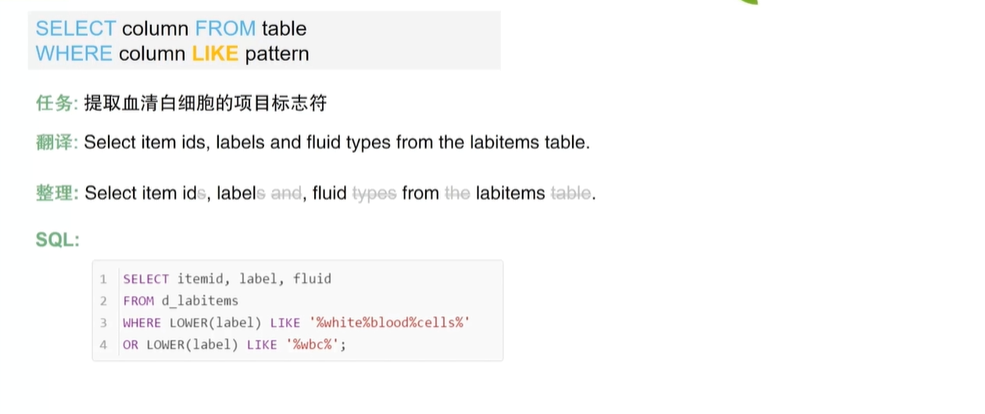 SELECT column FROM table
WHERE column LIKE pattern
任务: 提取血清白细胞的项目标志符
翻译: Select item ids, labels and fluid types from the labitems table.
整理: Select item ids, labels and, fluid types from the labitems table.
SQL:
1 SELECT itemid, label, fluid
2 FROM d_labitems
3 WHERE LOWER(label) LIKE '%white%blood%cells%'
4 OR LOWER(label) LIKE '%wbc%';